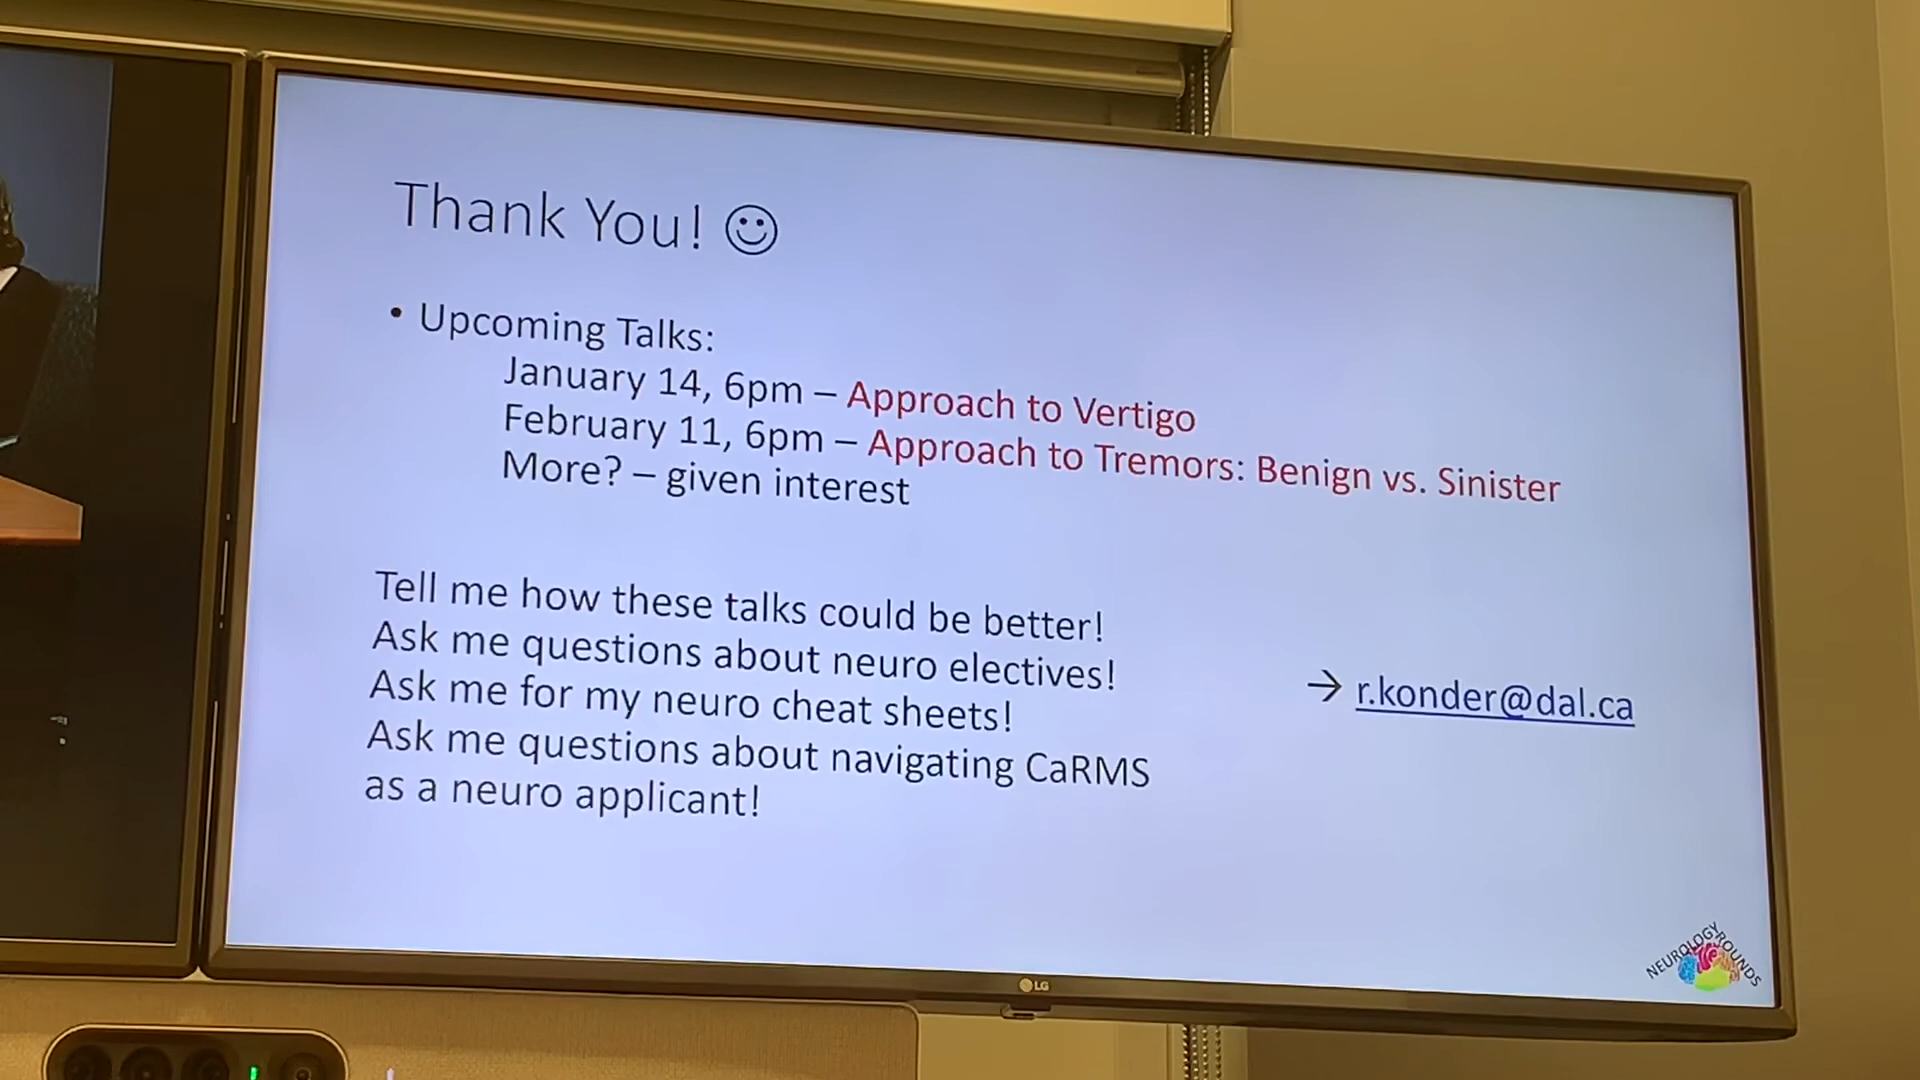 Thank You! ☺
• Upcoming Talks:
January 14, 6pm – Approach to Vertigo
February 11, 6pm – Approach to Tremors: Benign vs. Sinister
More? – given interest
Tell me how these talks could be better!
Ask me questions about neuro electives!
Ask me for my neuro cheat sheets!
Ask me questions about navigating CaRMS
as a neuro applicant!
→ r.konder@dal.ca
NEUROLOGY ROUNDS
LG